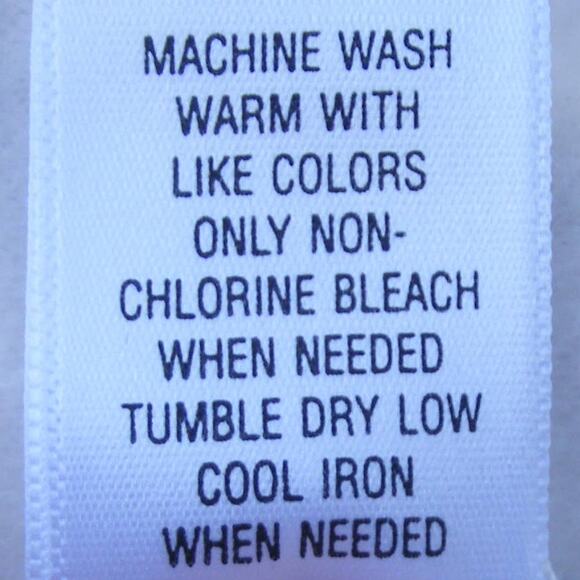 MACHINE WASH
WARM WITH
LIKE COLORS
ONLY NON-
CHLORINE BLEACH
WHEN NEEDED
TUMBLE DRY LOW
COOL IRON
WHEN NEEDED